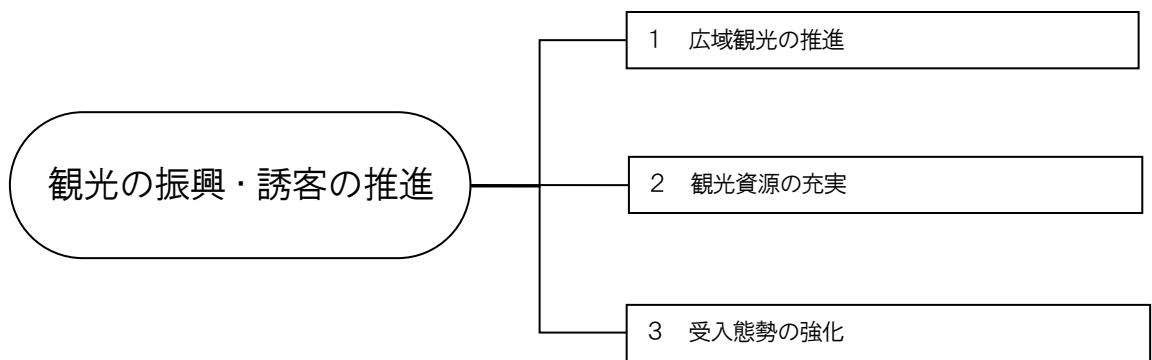 観光の振興・誘客の推進
１　広域観光の推進
２　観光資源の充実
３　受入態勢の強化